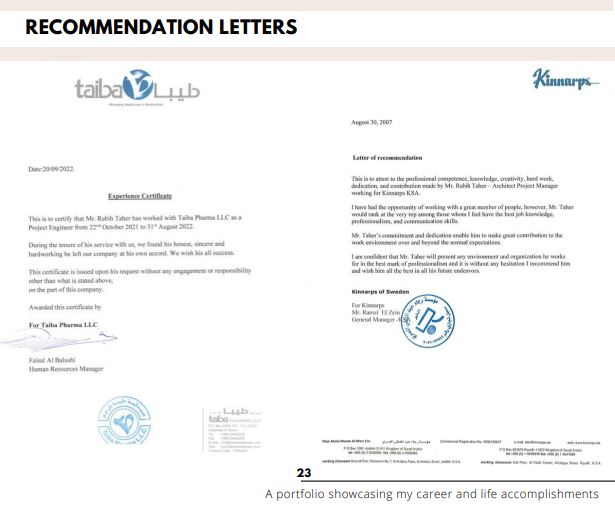 RECOMMENDATION LETTERS
taiba طيبا
Managing Medicines in Middle East
Date:20/09/2022.
Experience Certificate
This is to certify that Mr. Rabih Taher has worked with Taiba Pharma LLC as a
Project Engineer from 22nd October 2021 to 31st August 2022.
During the tenure of his service with us, we found his honest, sincere and
hardworking he left our company at his own accord. We wish his all success.
This certificate is issued upon his request without any engagement or responsibility
other than what is stated above,
on the part of this company.
Awarded this certificate by
For Taiba Pharma LLC
Faisal Al Balushi
Human Resources Manager
taiba
Kinnarps
August 30, 2007
Letter of recommendation
This is to attest to the professional competence, knowledge, creativity, hard work,
dedication, and contribution made by Mr. Rabih Taher – Architect Project Manager
working for Kinnarps KSA.
I have had the opportunity of working with a great number of people, however, Mr. Taher
would rank at the very top among those whom I feel have the best job knowledge,
professionalism, and communication skills.
Mr. Taher's commitment and dedication enable him to make great contribution to the
work environment over and beyond the normal expectations.
I am confident that Mr. Taher will present any environment and organization he works
for in the best mark of professionalism and it is without any hesitation I recommend him
and wish him all the best in all his future endeavors.
Kinnarps of Sweden
For Kinnarps
Mr. Ramzi El Zein
General Manager
23
A portfolio showcasing my career and life accomplishments